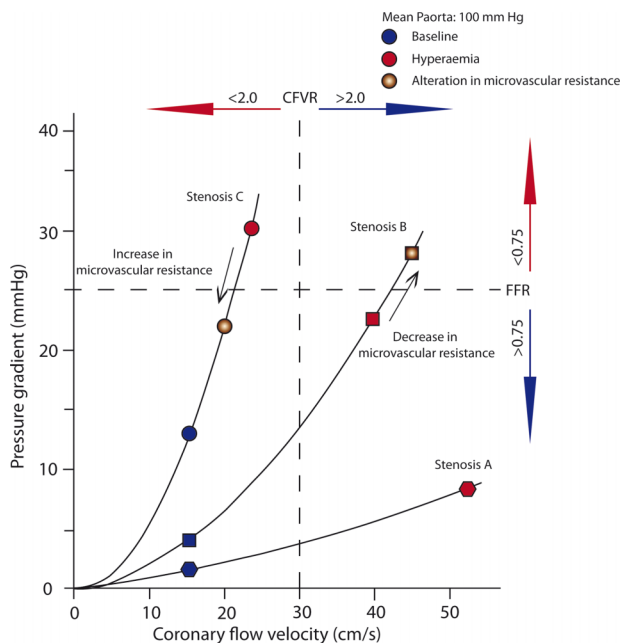 Mean Paorta: 100 mm Hg
Baseline
Hyperaemia
Alteration in microvascular resistance
<2.0
CFVR
>2.0
40
30
20
10
0
Pressure gradient (mmHg)
Stenosis C
Increase in
microvascular resistance
Stenosis B
Decrease in
microvascular resistance
Stenosis A
<0.75
FFR
>0.75
0
10
20
30
40
50
Coronary flow velocity (cm/s)